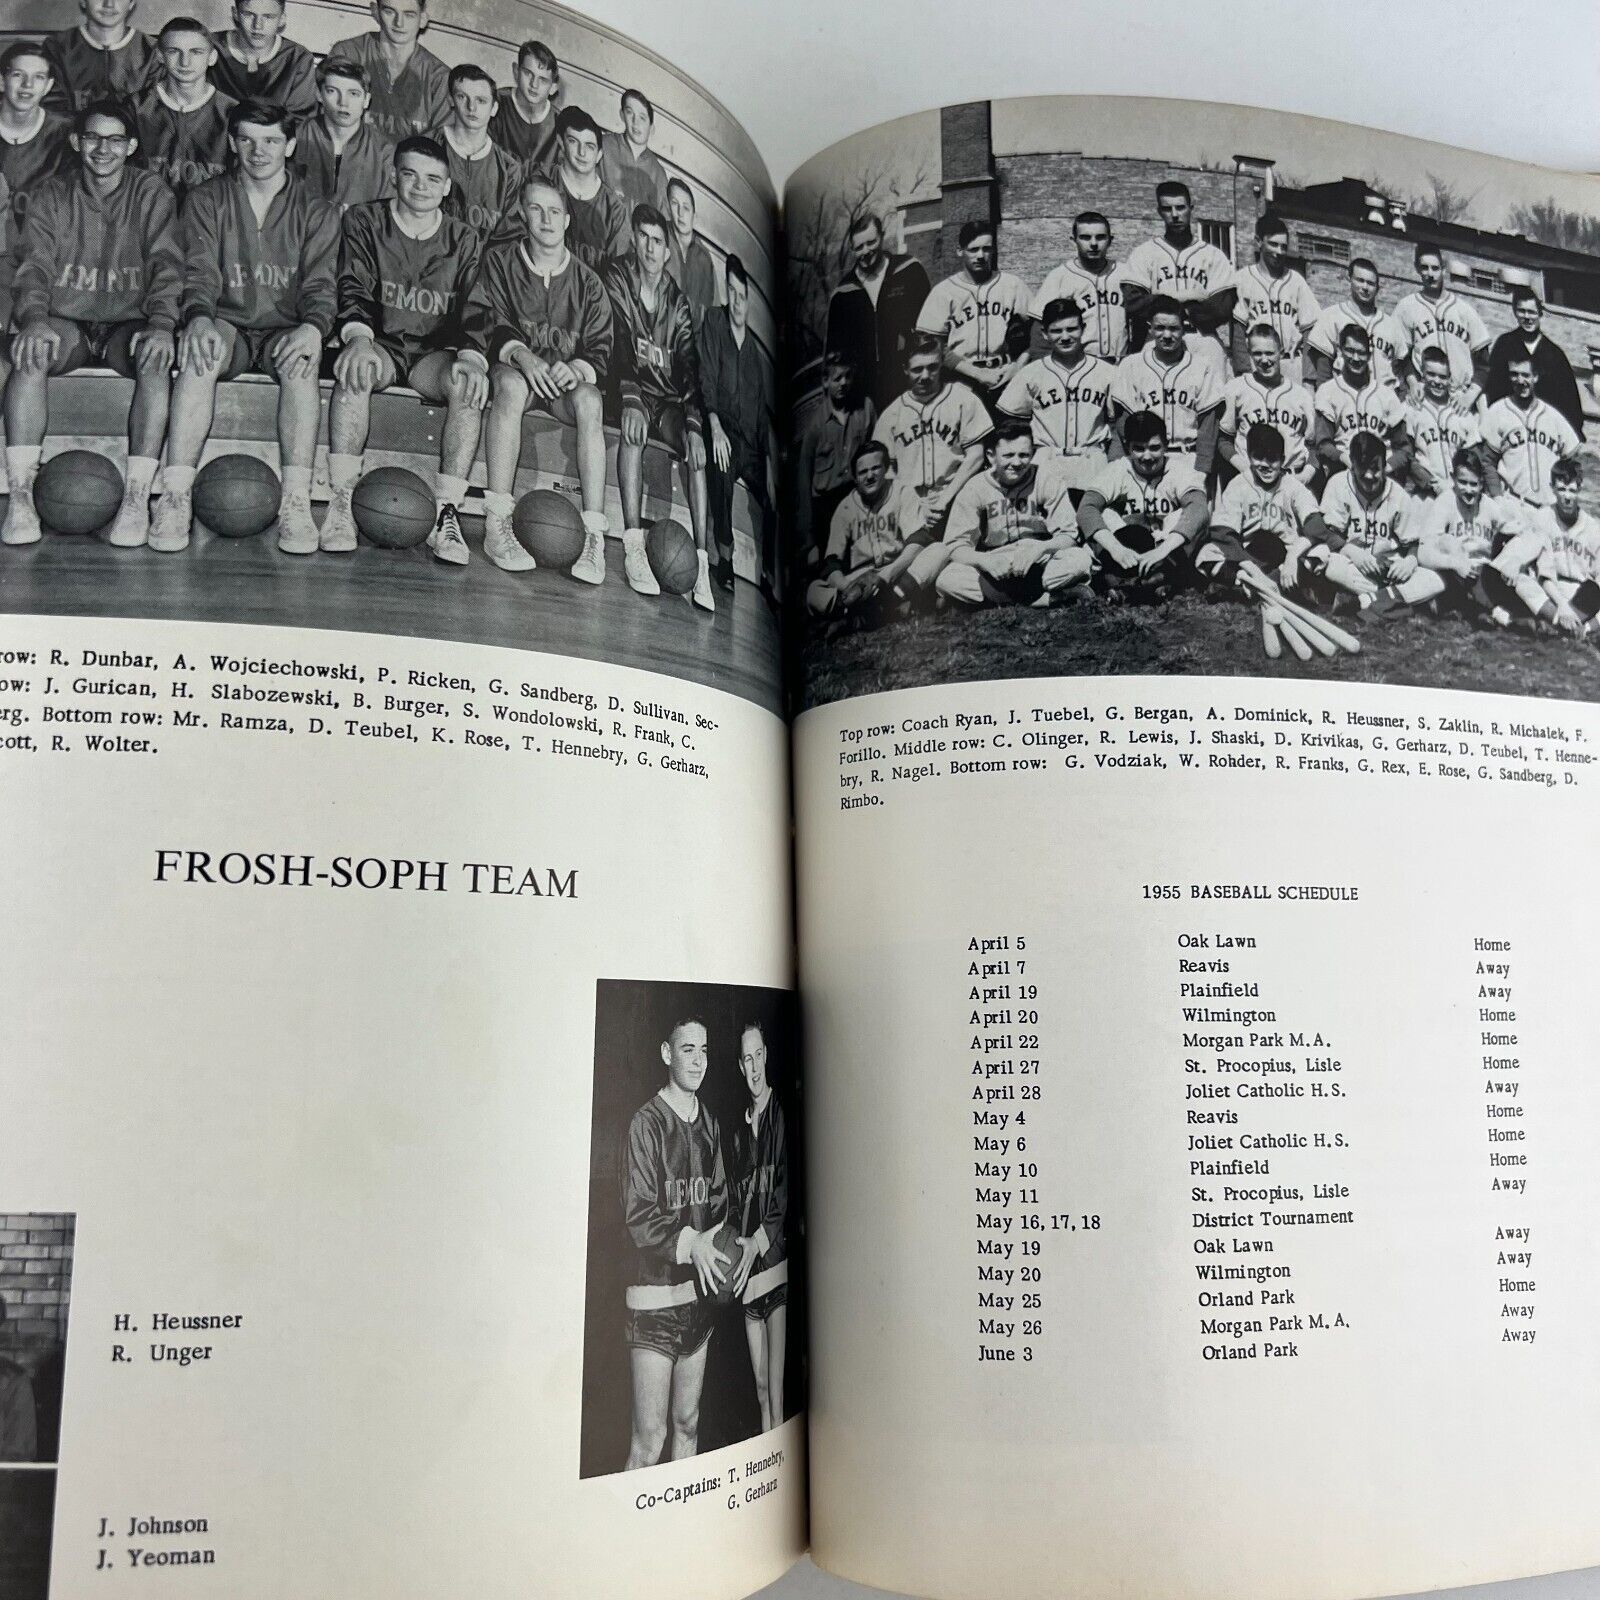 row: R. Dunbar, A. Wojciechowski, P. Ricken, G. Sandberg, D. Sullivan. Sec-
ow: J. Gurican, H. Slabozewski, B. Burger, S. Wondolowski, R. Frank, C.
erg. Bottom row: Mr. Ramza, D. Teubel, K. Rose, T. Hennebry, G. Gerharz,
cott, R. Wolter.
FROSH-SOPH TEAM
H. Heussner
R. Unger
J. Johnson
J. Yeoman
Co-Captains: T. Hennebry,
G. Gerharz
Top row: Coach Ryan, J. Tuebel, G. Bergan, A. Dominick, R. Heussner, S. Zaklin, R. Michalek, F.
Forillo. Middle row: C. Olinger, R. Lewis, J. Shaski, D. Krivikas, G. Gerharz, D. Teubel, T. Henne-
bry, R. Nagel. Bottom row: G. Vodziak, W. Rohder, R. Franks, G. Rex, E. Rose, G. Sandberg, D.
Rimbo.
1955 BASEBALL SCHEDULE
April 5 Oak Lawn Home
April 7 Reavis Away
April 19 Plainfield Away
April 20 Wilmington Home
April 22 Morgan Park M.A. Home
April 27 St. Procopius, Lisle Home
April 28 Joliet Catholic H.S. Away
May 4 Reavis Home
May 6 Joliet Catholic H.S. Home
May 10 Plainfield Home
May 11 St. Procopius, Lisle Away
May 16, 17, 18 District Tournament
May 19 Oak Lawn Away
May 20 Wilmington Away
May 25 Orland Park Home
May 26 Morgan Park M.A. Away
June 3 Orland Park Away